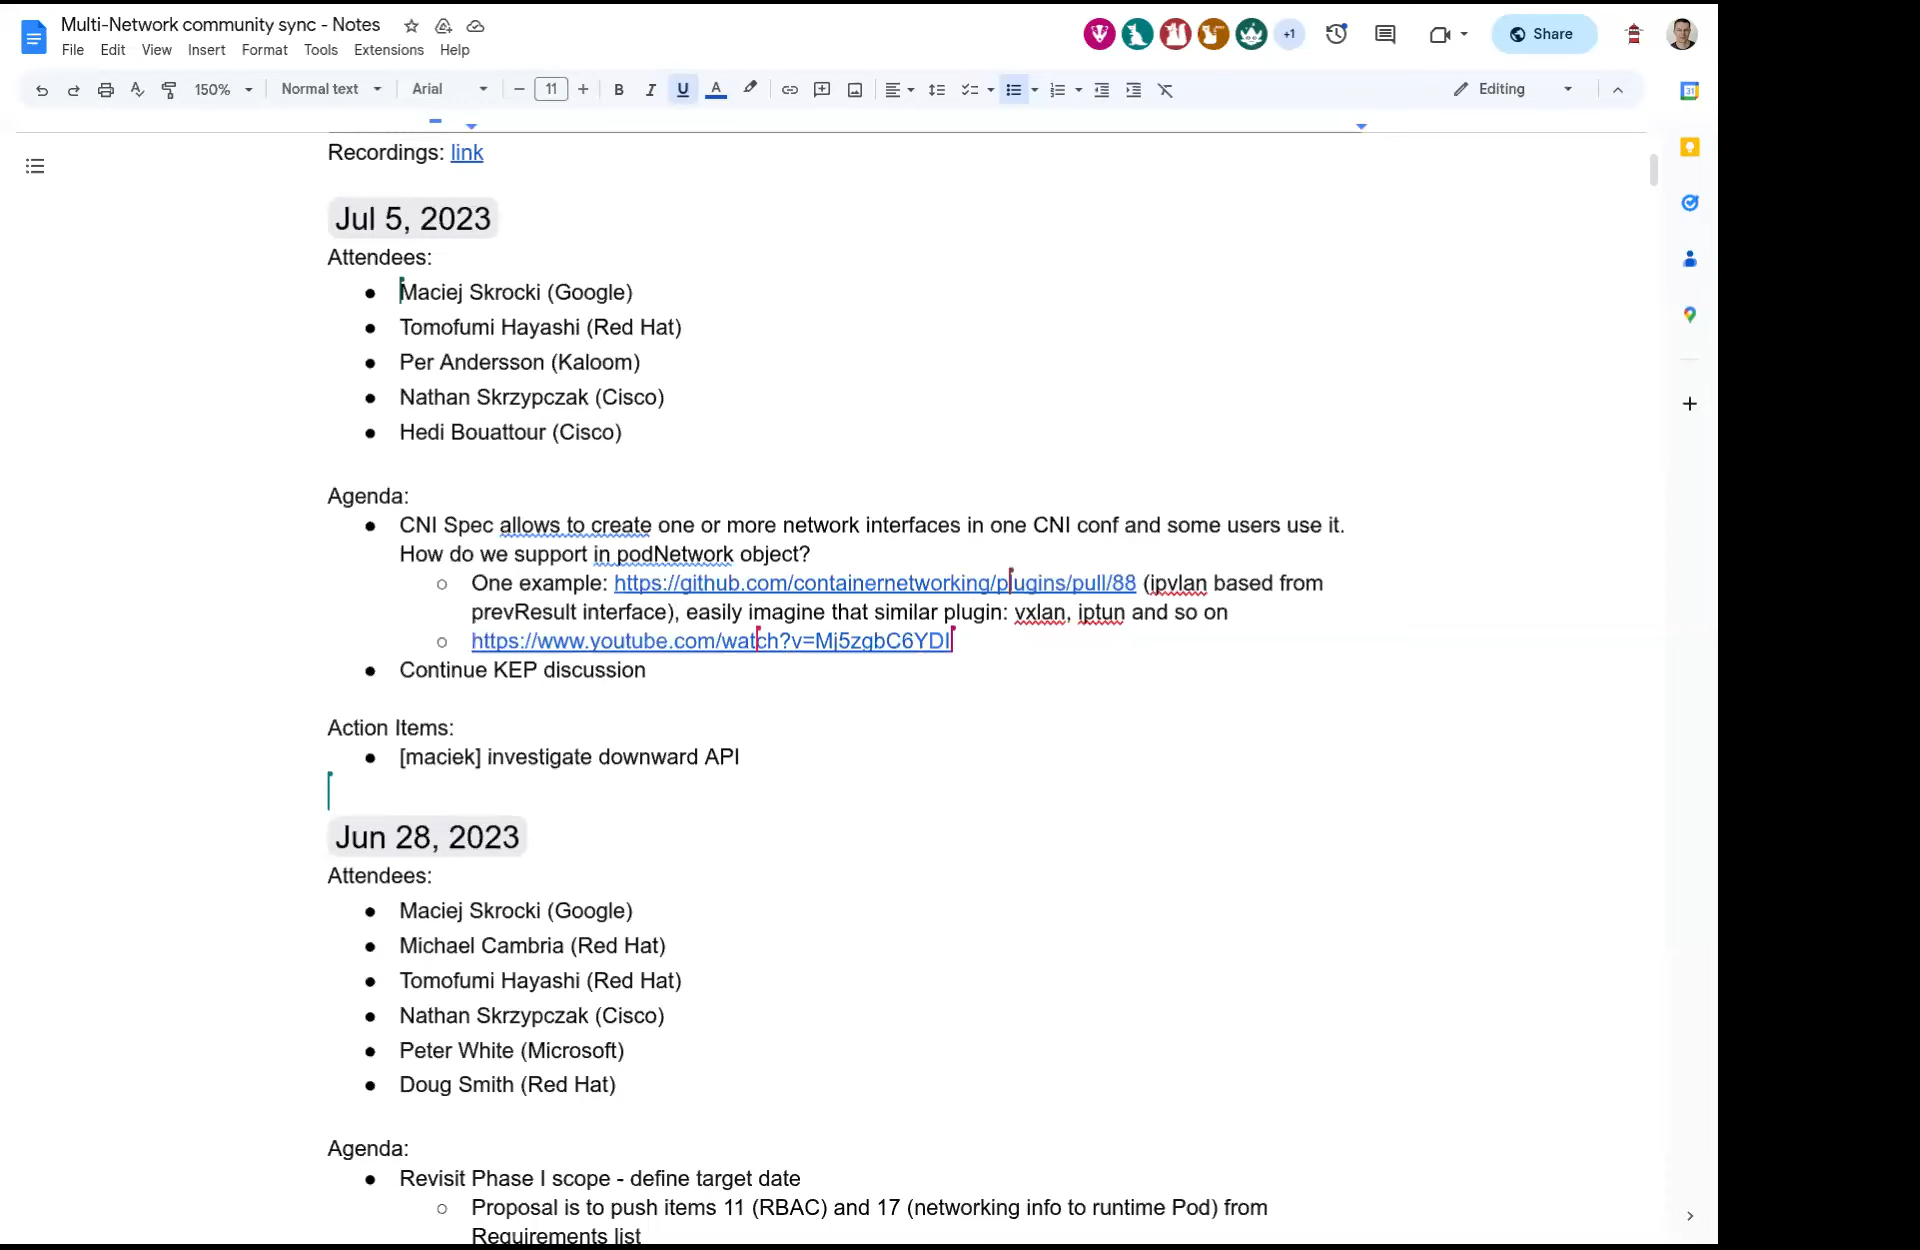 Multi-Network community sync - Notes
File Edit View Insert Format Tools Extensions Help
+1
Share
150% Normal text Arial 11 B I U A Editing
31
Recordings: link
Jul 5, 2023
Attendees:
● Maciej Skrocki (Google)
● Tomofumi Hayashi (Red Hat)
● Per Andersson (Kaloom)
● Nathan Skrzypczak (Cisco)
● Hedi Bouattour (Cisco)
Agenda:
● CNI Spec allows to create one or more network interfaces in one CNI conf and some users use it.
How do we support in podNetwork object?
○ One example: https://github.com/containernetworking/plugins/pull/88 (ipvlan based from
prevResult interface), easily imagine that similar plugin: vxlan, iptun and so on
○ https://www.youtube.com/watch?v=Mj5zgbC6YDI
● Continue KEP discussion
Action Items:
● [maciek] investigate downward API
Jun 28, 2023
Attendees:
● Maciej Skrocki (Google)
● Michael Cambria (Red Hat)
● Tomofumi Hayashi (Red Hat)
● Nathan Skrzypczak (Cisco)
● Peter White (Microsoft)
● Doug Smith (Red Hat)
Agenda:
● Revisit Phase I scope - define target date
○ Proposal is to push items 11 (RBAC) and 17 (networking info to runtime Pod) from
Requirements list